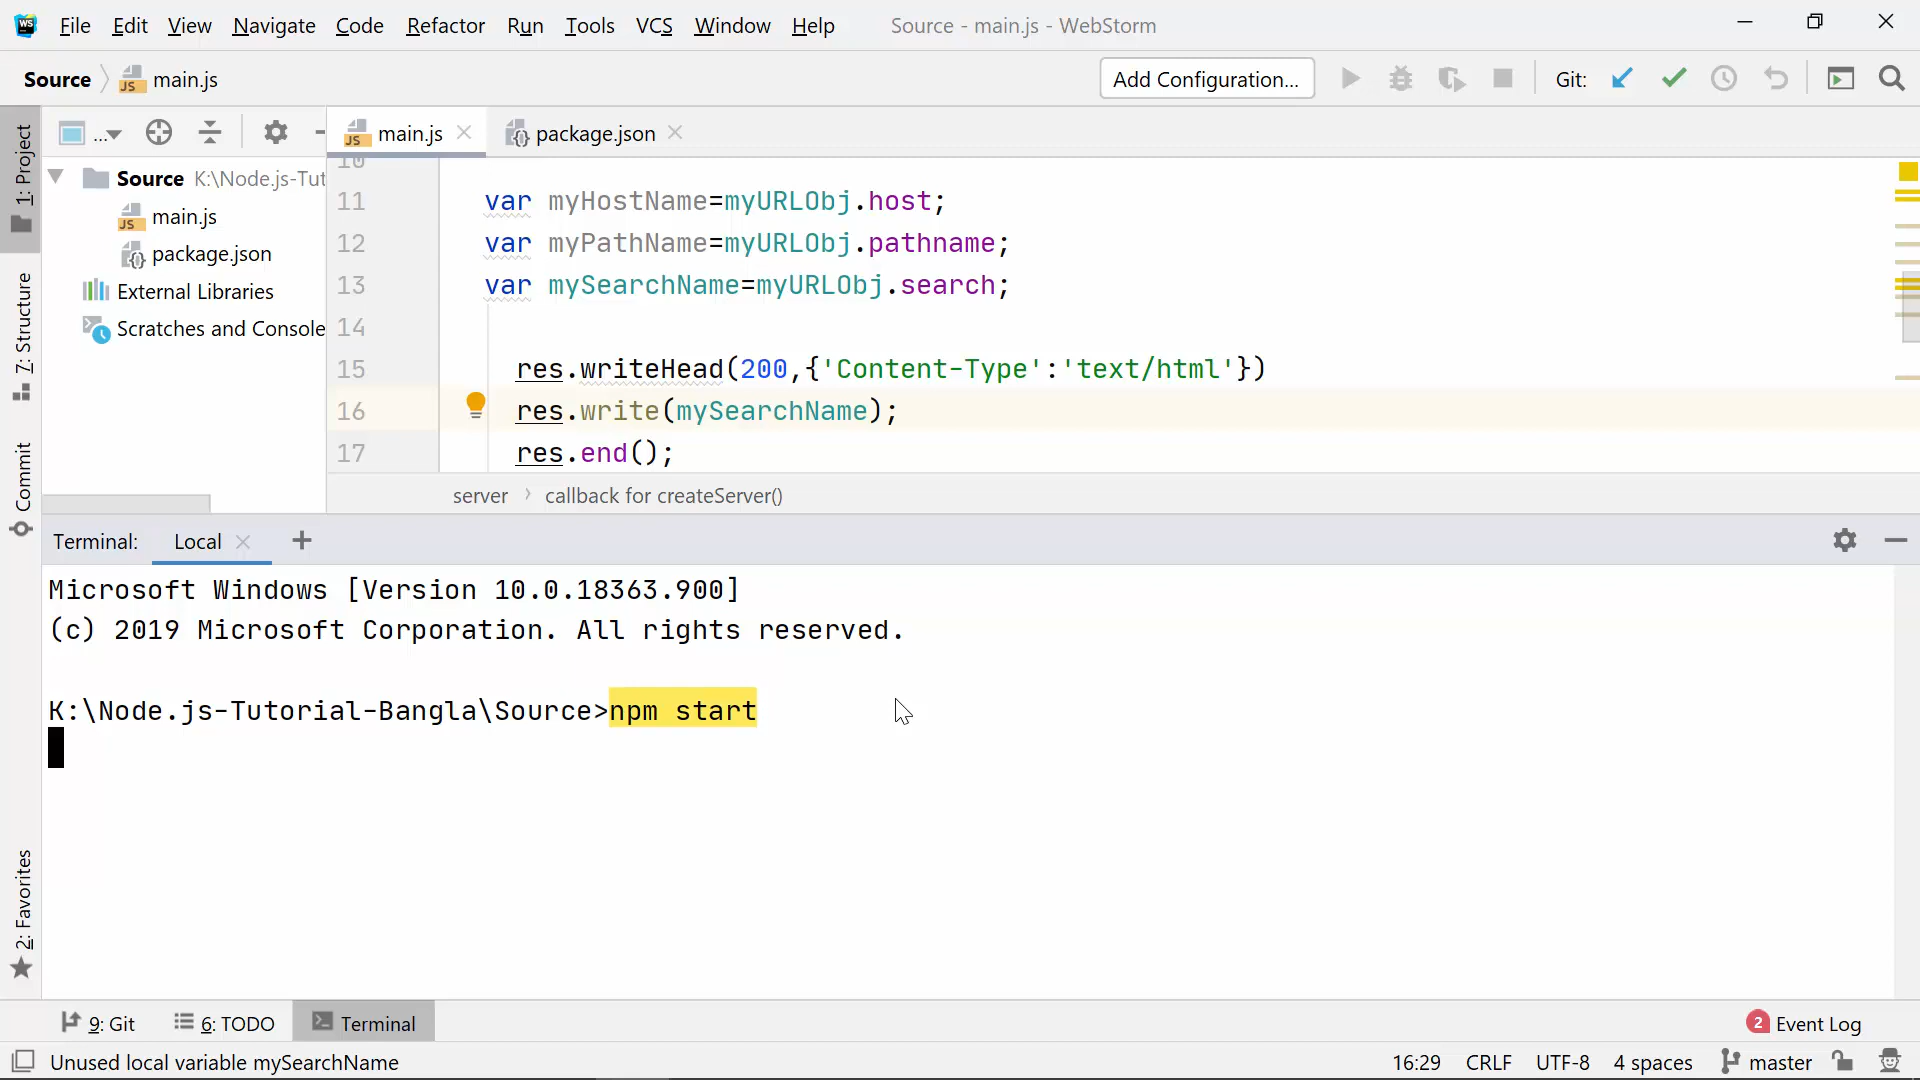 File Edit View Navigate Code Refactor Run Tools VCS Window Help Source - main.js - WebStorm
Source main.js Add Configuration... Git:
1: Project
7: Structure
Commit
2: Favorites
...
main.js
package.json
Source K:\Node.js-Tut
main.js
package.json
External Libraries
Scratches and Console
10
11 var myHostName=myURLObj.host;
12 var myPathName=myURLObj.pathname;
13 var mySearchName=myURLObj.search;
14
15 res.writeHead(200,{'Content-Type':'text/html'})
16 res.write(mySearchName);
17 res.end();
server › callback for createServer()
Terminal: Local
Microsoft Windows [Version 10.0.18363.900]
(c) 2019 Microsoft Corporation. All rights reserved.
K:\Node.js-Tutorial-Bangla\Source>npm start
9: Git 6: TODO Terminal 2 Event Log
Unused local variable mySearchName 16:29 CRLF UTF-8 4 spaces master